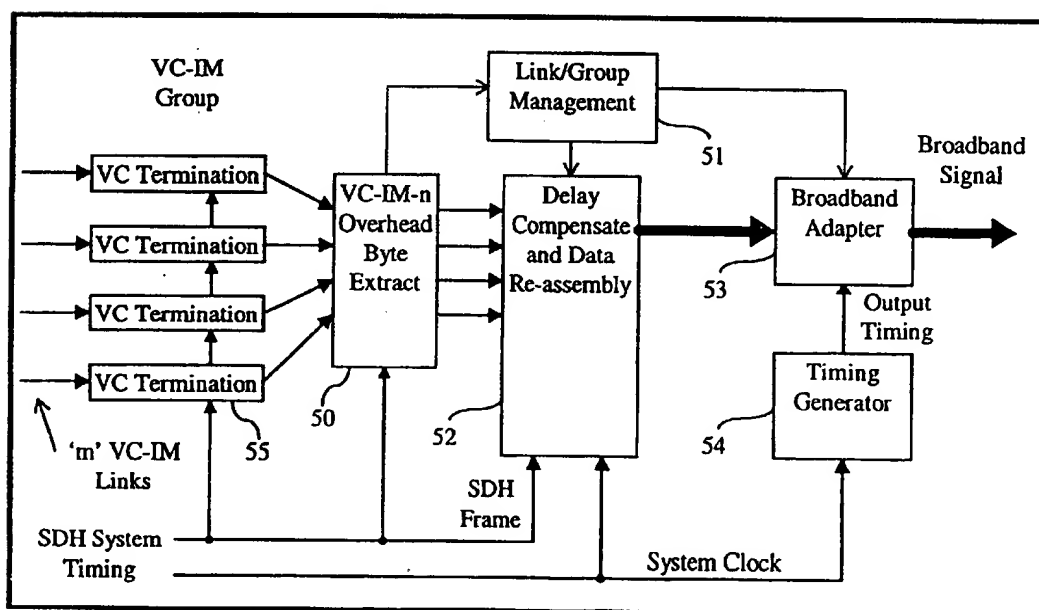 VC-IM
Group
Link/Group
Management
51
Broadband
Signal
VC Termination
VC Termination
VC Termination
VC Termination
VC-IM-n
Overhead
Byte
Extract
Delay
Compensate
and Data
Re-assembly
Broadband
Adapter
53
Output
Timing
Timing
Generator
54
50
52
55
'm' VC-IM
Links
SDH
Frame
SDH System
Timing
System Clock